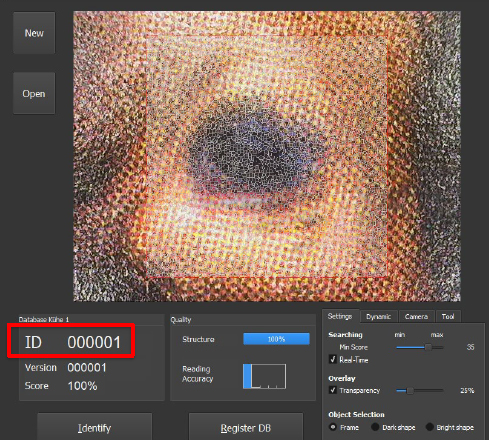 New
Open
Database Kühe 1
ID 000001
Version 000001
Score 100%
Quality
Structure 100%
Reading Accuracy
Settings Dynamic Camera Tool
Searching min max
Min Score 35
Real-Time
Overlay
Transparency 25%
Object Selection
Frame Dark shape Bright shape
Identify
Register DB